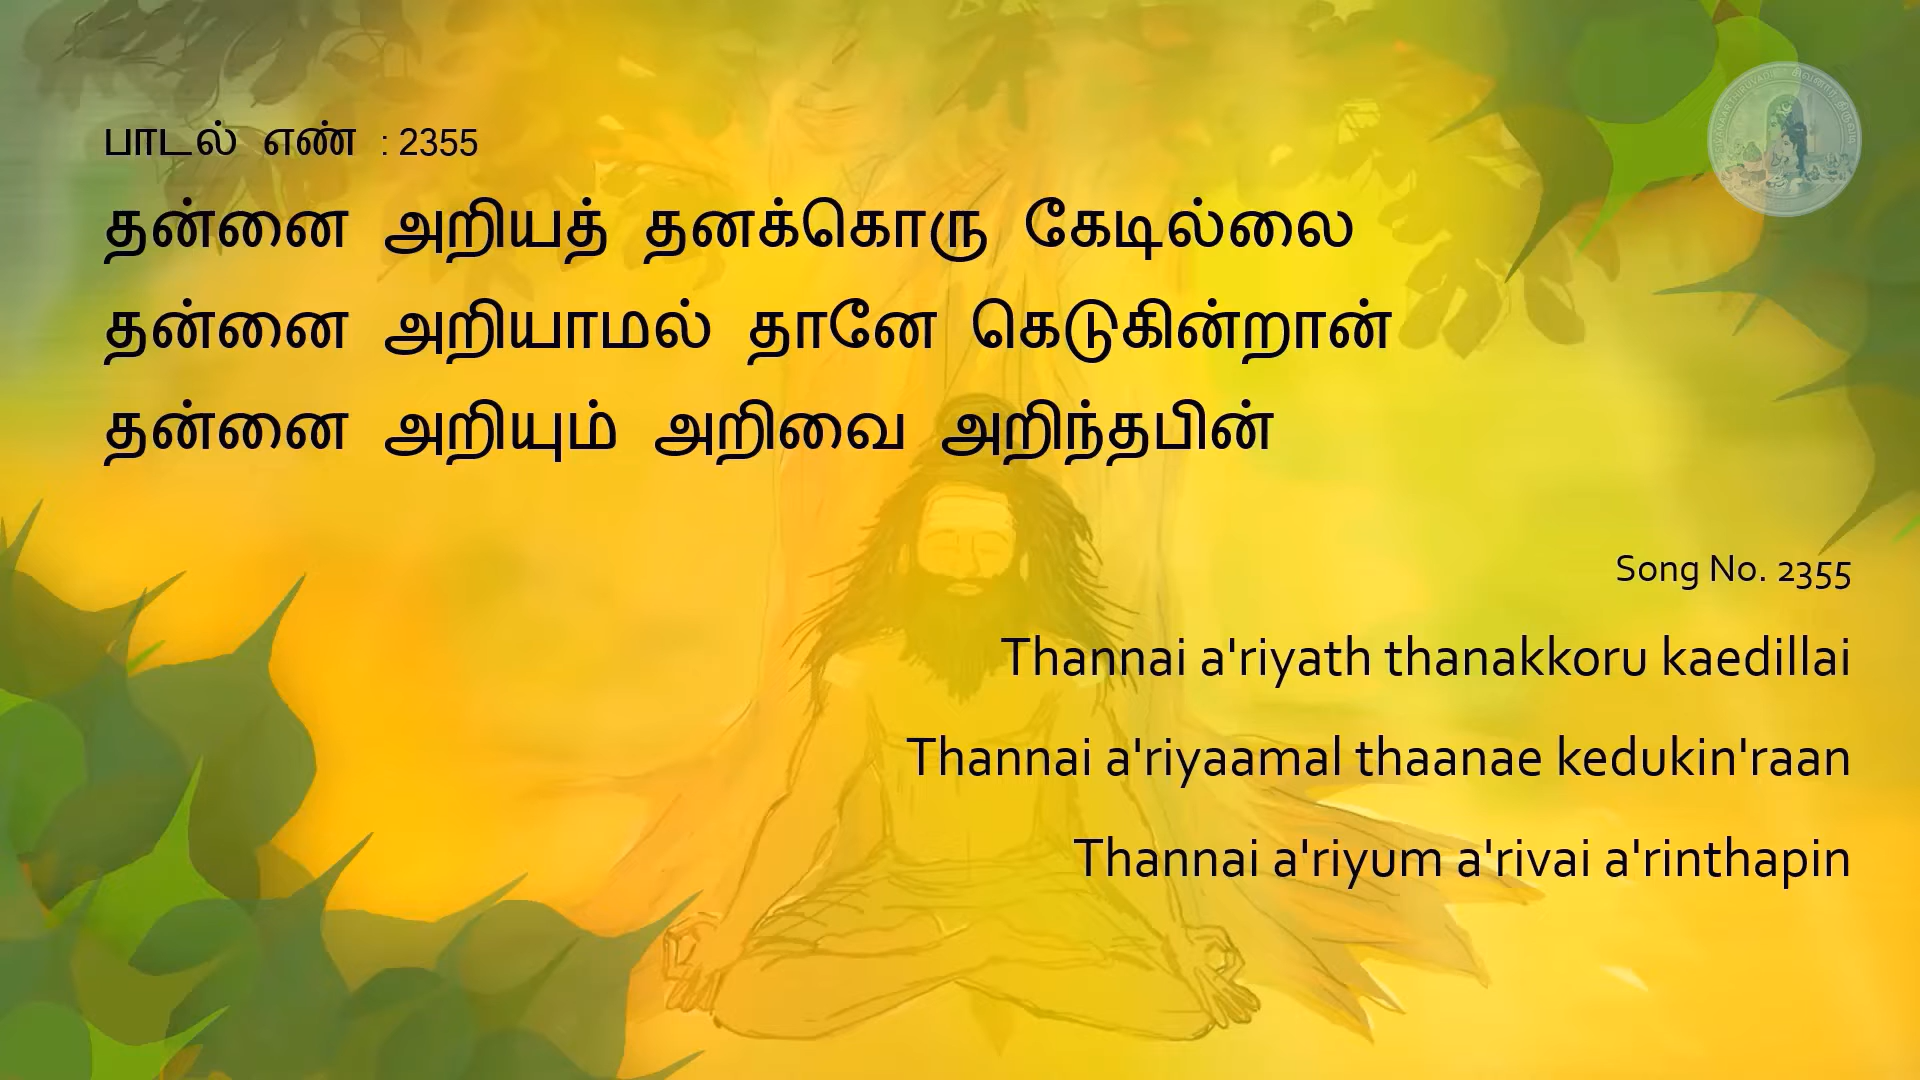 பாடல் எண் : 2355
தன்னை அறியத் தனக்கொரு கேடில்லை
தன்னை அறியாமல் தானே கெடுகின்றான்
தன்னை அறியும் அறிவை அறிந்தபின்
Song No. 2355
Thannai a'riyath thanakkoru kaedillai
Thannai a'riyaamal thaanae kedukin'raan
Thannai a'riyum a'rivai a'rinthapin